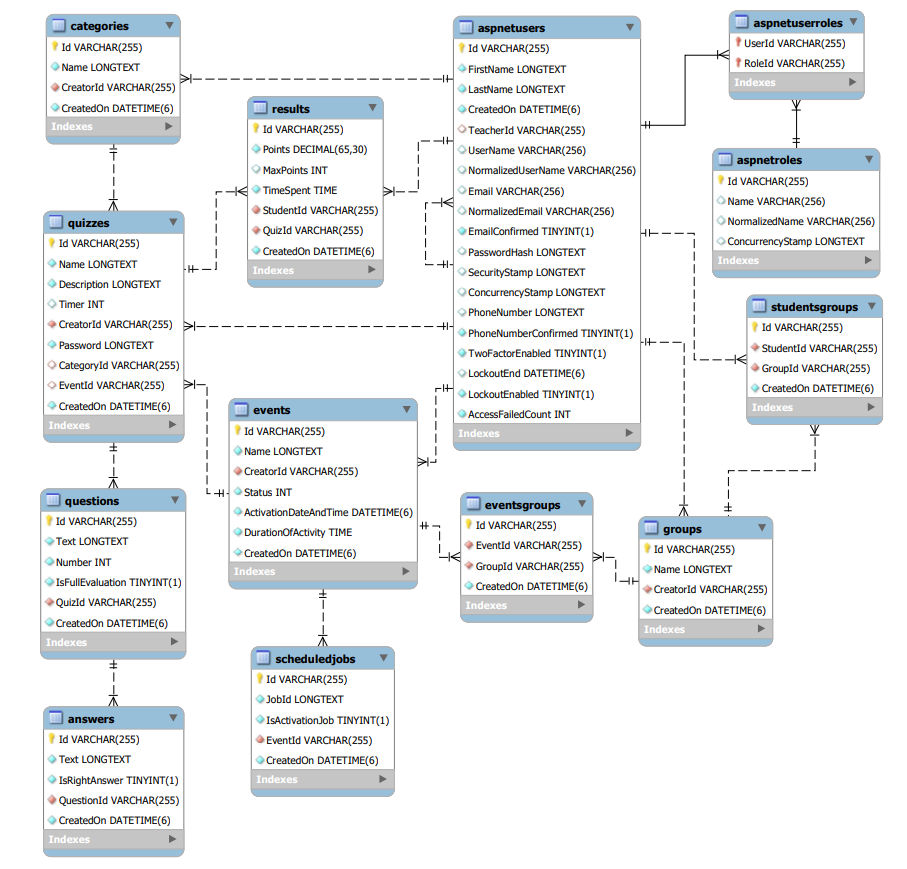 categories
Id VARCHAR(255)
Name LONGTEXT
CreatorId VARCHAR(255)
CreatedOn DATETIME(6)
Indexes
quizzes
Id VARCHAR(255)
Name LONGTEXT
Description LONGTEXT
Timer INT
CreatorId VARCHAR(255)
Password LONGTEXT
CategoryId VARCHAR(255)
EventId VARCHAR(255)
CreatedOn DATETIME(6)
Indexes
questions
Id VARCHAR(255)
Text LONGTEXT
Number INT
IsFullEvaluation TINYINT(1)
QuizId VARCHAR(255)
CreatedOn DATETIME(6)
Indexes
answers
Id VARCHAR(255)
Text LONGTEXT
IsRightAnswer TINYINT(1)
QuestionId VARCHAR(255)
CreatedOn DATETIME(6)
Indexes
results
Id VARCHAR(255)
Points DECIMAL(65,30)
MaxPoints INT
TimeSpent TIME
StudentId VARCHAR(255)
QuizId VARCHAR(255)
CreatedOn DATETIME(6)
Indexes
events
Id VARCHAR(255)
Name LONGTEXT
CreatorId VARCHAR(255)
Status INT
ActivationDateAndTime DATETIME(6)
DurationOfActivity TIME
CreatedOn DATETIME(6)
Indexes
scheduledjobs
Id VARCHAR(255)
JobId LONGTEXT
IsActivationJob TINYINT(1)
EventId VARCHAR(255)
CreatedOn DATETIME(6)
Indexes
aspnetusers
Id VARCHAR(255)
FirstName LONGTEXT
LastName LONGTEXT
CreatedOn DATETIME(6)
TeacherId VARCHAR(255)
UserName VARCHAR(256)
NormalizedUserName VARCHAR(256)
Email VARCHAR(256)
NormalizedEmail VARCHAR(256)
EmailConfirmed TINYINT(1)
PasswordHash LONGTEXT
SecurityStamp LONGTEXT
ConcurrencyStamp LONGTEXT
PhoneNumber LONGTEXT
PhoneNumberConfirmed TINYINT(1)
TwoFactorEnabled TINYINT(1)
LockoutEnd DATETIME(6)
LockoutEnabled TINYINT(1)
AccessFailedCount INT
Indexes
eventsgroups
Id VARCHAR(255)
EventId VARCHAR(255)
GroupId VARCHAR(255)
CreatedOn DATETIME(6)
Indexes
aspnetuserroles
UserId VARCHAR(255)
RoleId VARCHAR(255)
Indexes
aspnetroles
Id VARCHAR(255)
Name VARCHAR(256)
NormalizedName VARCHAR(256)
ConcurrencyStamp LONGTEXT
Indexes
studentsgroups
Id VARCHAR(255)
StudentId VARCHAR(255)
GroupId VARCHAR(255)
CreatedOn DATETIME(6)
Indexes
groups
Id VARCHAR(255)
Name LONGTEXT
CreatorId VARCHAR(255)
CreatedOn DATETIME(6)
Indexes